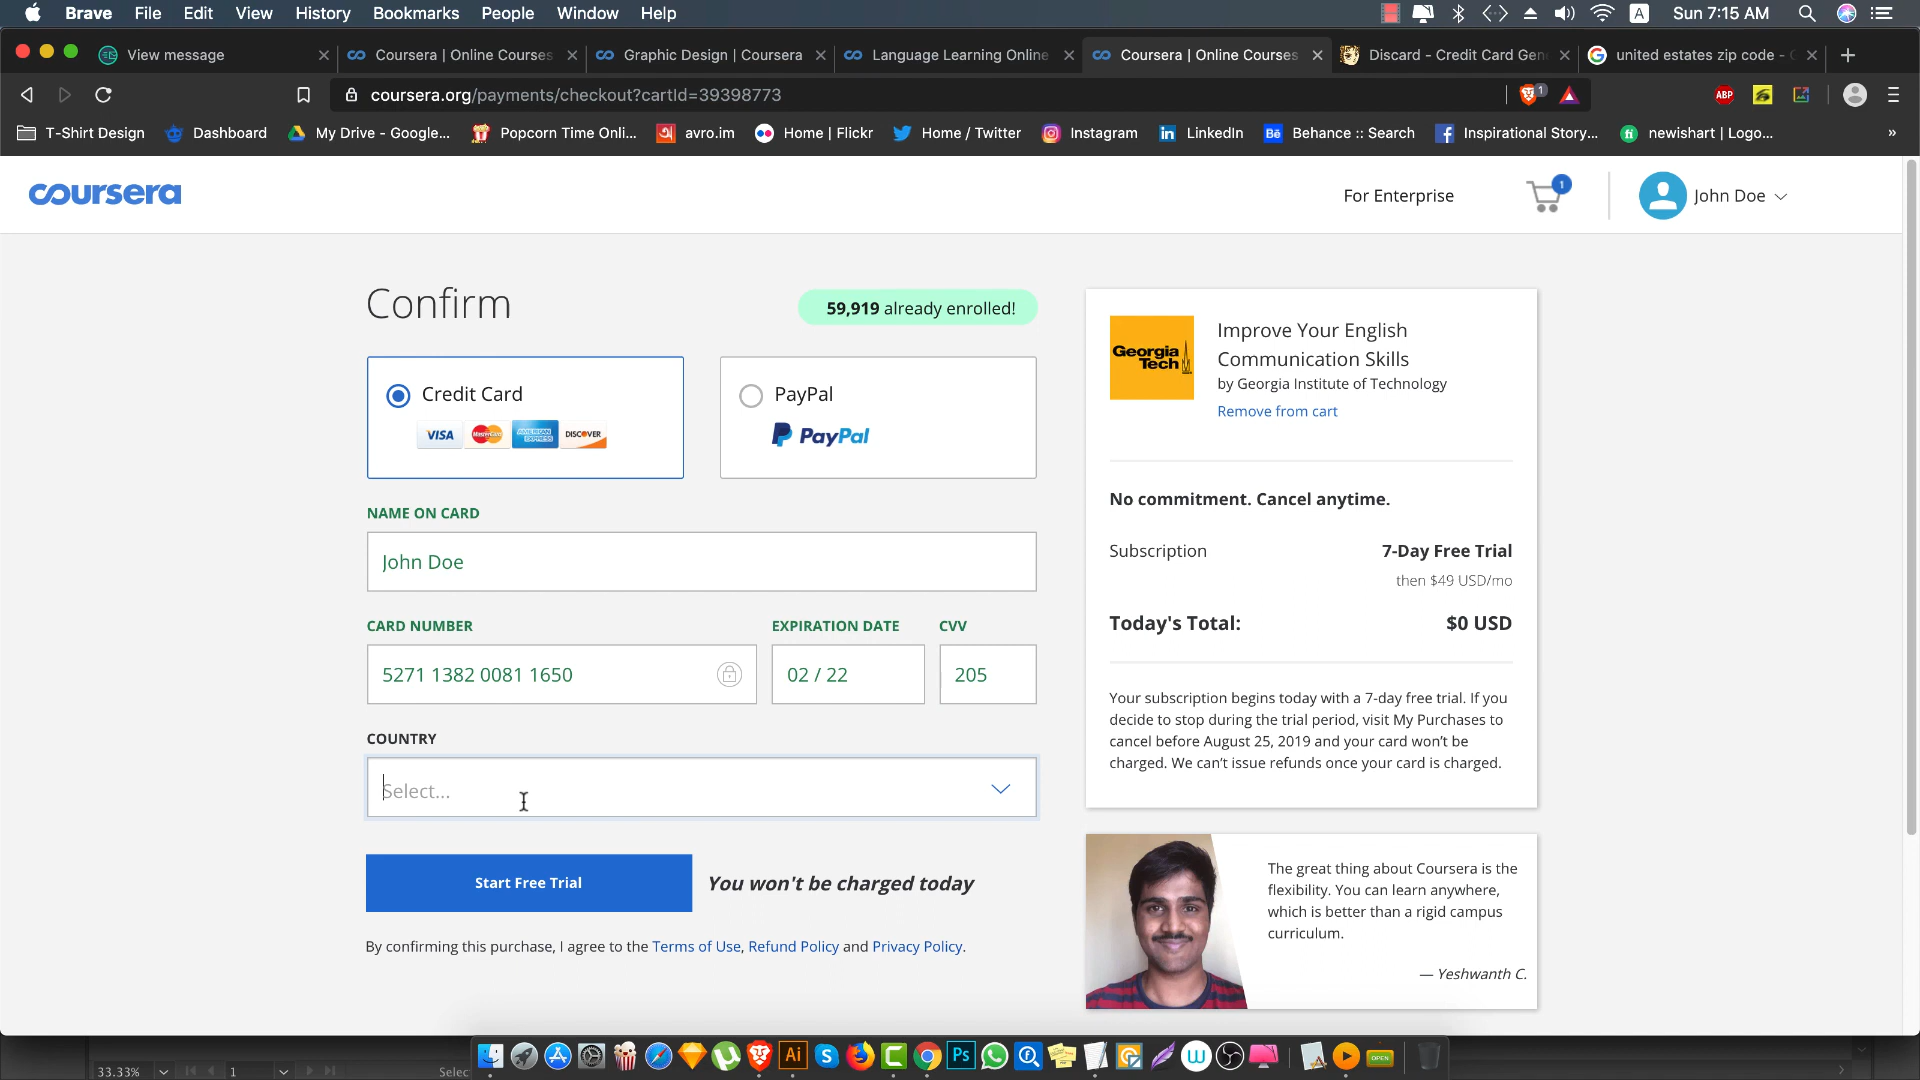 Brave File Edit View History Bookmarks People Window Help
A Sun 7:15 AM
View message
Coursera | Online Courses
Graphic Design | Coursera
Language Learning Online
Coursera | Online Courses
Discard - Credit Card Gen
united estates zip code -
coursera.org/payments/checkout?cartId=39398773
1
ABP
T-Shirt Design
Dashboard
My Drive - Google...
Popcorn Time Onli...
avro.im
Home | Flickr
Home / Twitter
Instagram
LinkedIn
Behance :: Search
Inspirational Story...
newishart | Logo...
»
coursera
For Enterprise
1
John Doe
Confirm
59,919 already enrolled!
Credit Card
VISA MasterCard AMERICAN EXPRESS DISCOVER
PayPal
PayPal
NAME ON CARD
John Doe
CARD NUMBER
EXPIRATION DATE
CVV
5271 1382 0081 1650
02 / 22
205
COUNTRY
Select...
Start Free Trial
You won't be charged today
By confirming this purchase, I agree to the Terms of Use, Refund Policy and Privacy Policy.
Georgia Tech
Improve Your English
Communication Skills
by Georgia Institute of Technology
Remove from cart
No commitment. Cancel anytime.
Subscription 7-Day Free Trial
then $49 USD/mo
Today's Total: $0 USD
Your subscription begins today with a 7-day free trial. If you
decide to stop during the trial period, visit My Purchases to
cancel before August 25, 2019 and your card won't be
charged. We can't issue refunds once your card is charged.
The great thing about Coursera is the
flexibility. You can learn anywhere,
which is better than a rigid campus
curriculum.
— Yeshwanth C.
33.33%
1
Selec
Ai
Ps
OPEN